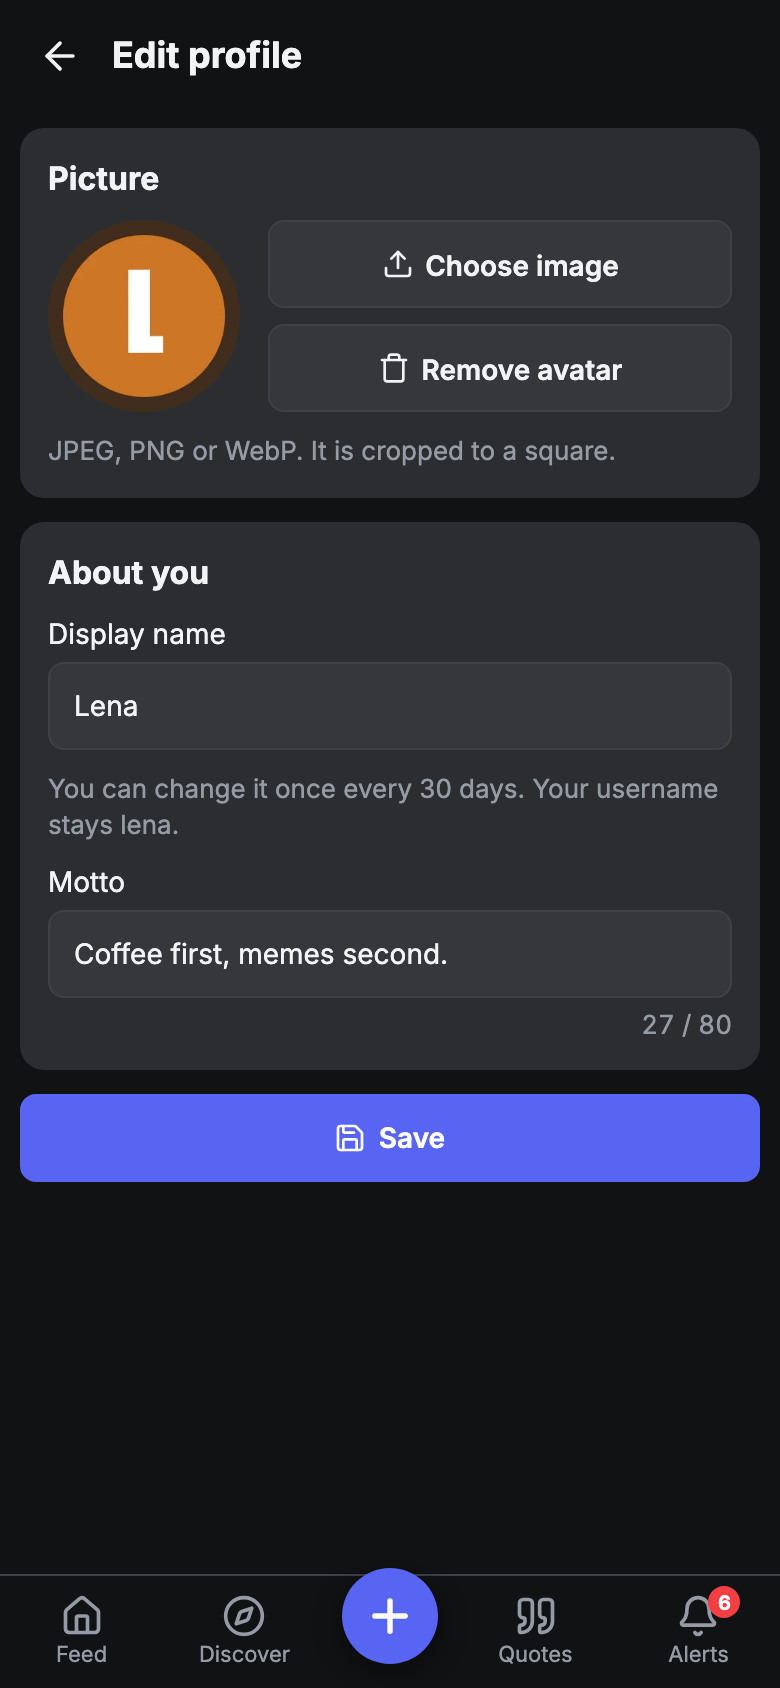 Edit profile
Picture
L
Choose image
Remove avatar
JPEG, PNG or WebP. It is cropped to a square.
About you
Display name
Lena
You can change it once every 30 days. Your username
stays lena.
Motto
Coffee first, memes second.
27 / 80
Save
Feed
Discover
Quotes
6
Alerts